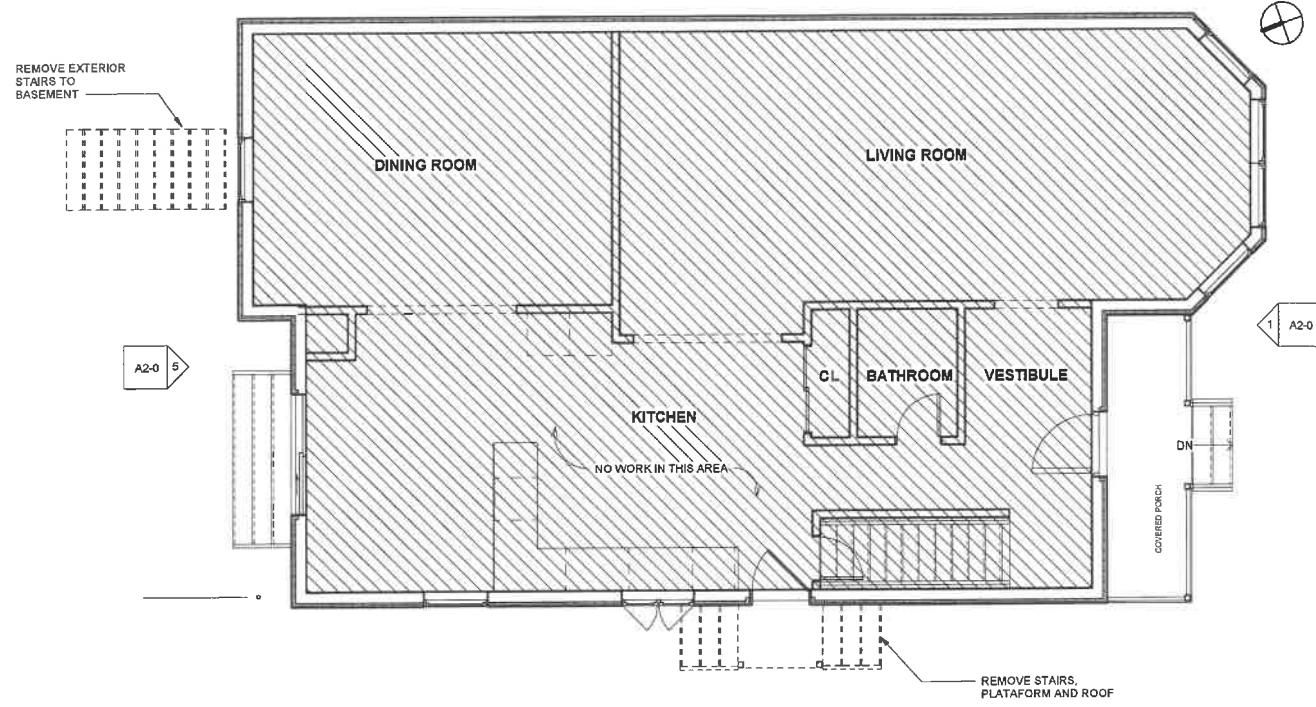 REMOVE EXTERIOR
STAIRS TO
BASEMENT
DINING ROOM
LIVING ROOM
1 A2-0
A2-0 5
CL
BATHROOM
VESTIBULE
KITCHEN
NO WORK IN THIS AREA
DN
COVERED PORCH
REMOVE STAIRS,
PLATAFORM AND ROOF